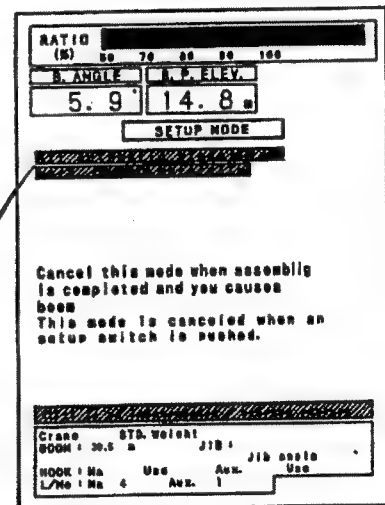 RATIO
(%) 50 70 80 90 100
B. ANGLE B. P. ELEV.
5. 9° 14. 8 m
SETUP MODE
Cancel this mode when assemblig
is completed and you causes
boom
This mode is canceled when an
setup switch is pushed.
Crane STD. Weight
BOOM : 30.5 m JIB :
Jib angle °
HOOK : Ma Use Aux. Use
L/No : Ma 4 Aux. 1